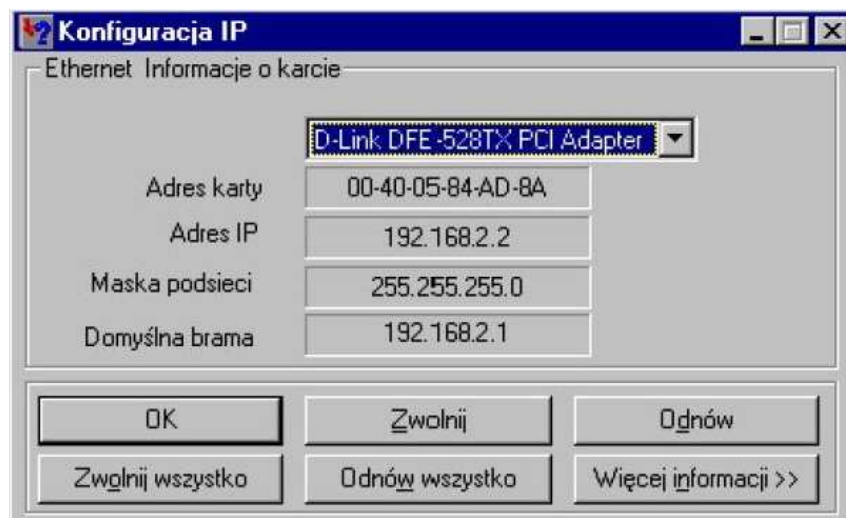 Konfiguracja IP
Ethernet Informacje o karcie
D-Link DFE-528TX PCI Adapter
Adres karty 00-40-05-84-AD-8A
Adres IP 192.168.2.2
Maska podsieci 255.255.255.0
Domyślna brama 192.168.2.1
OK Zwolnij Odnów
Zwolnij wszystko Odnów wszystko Więcej informacji >>